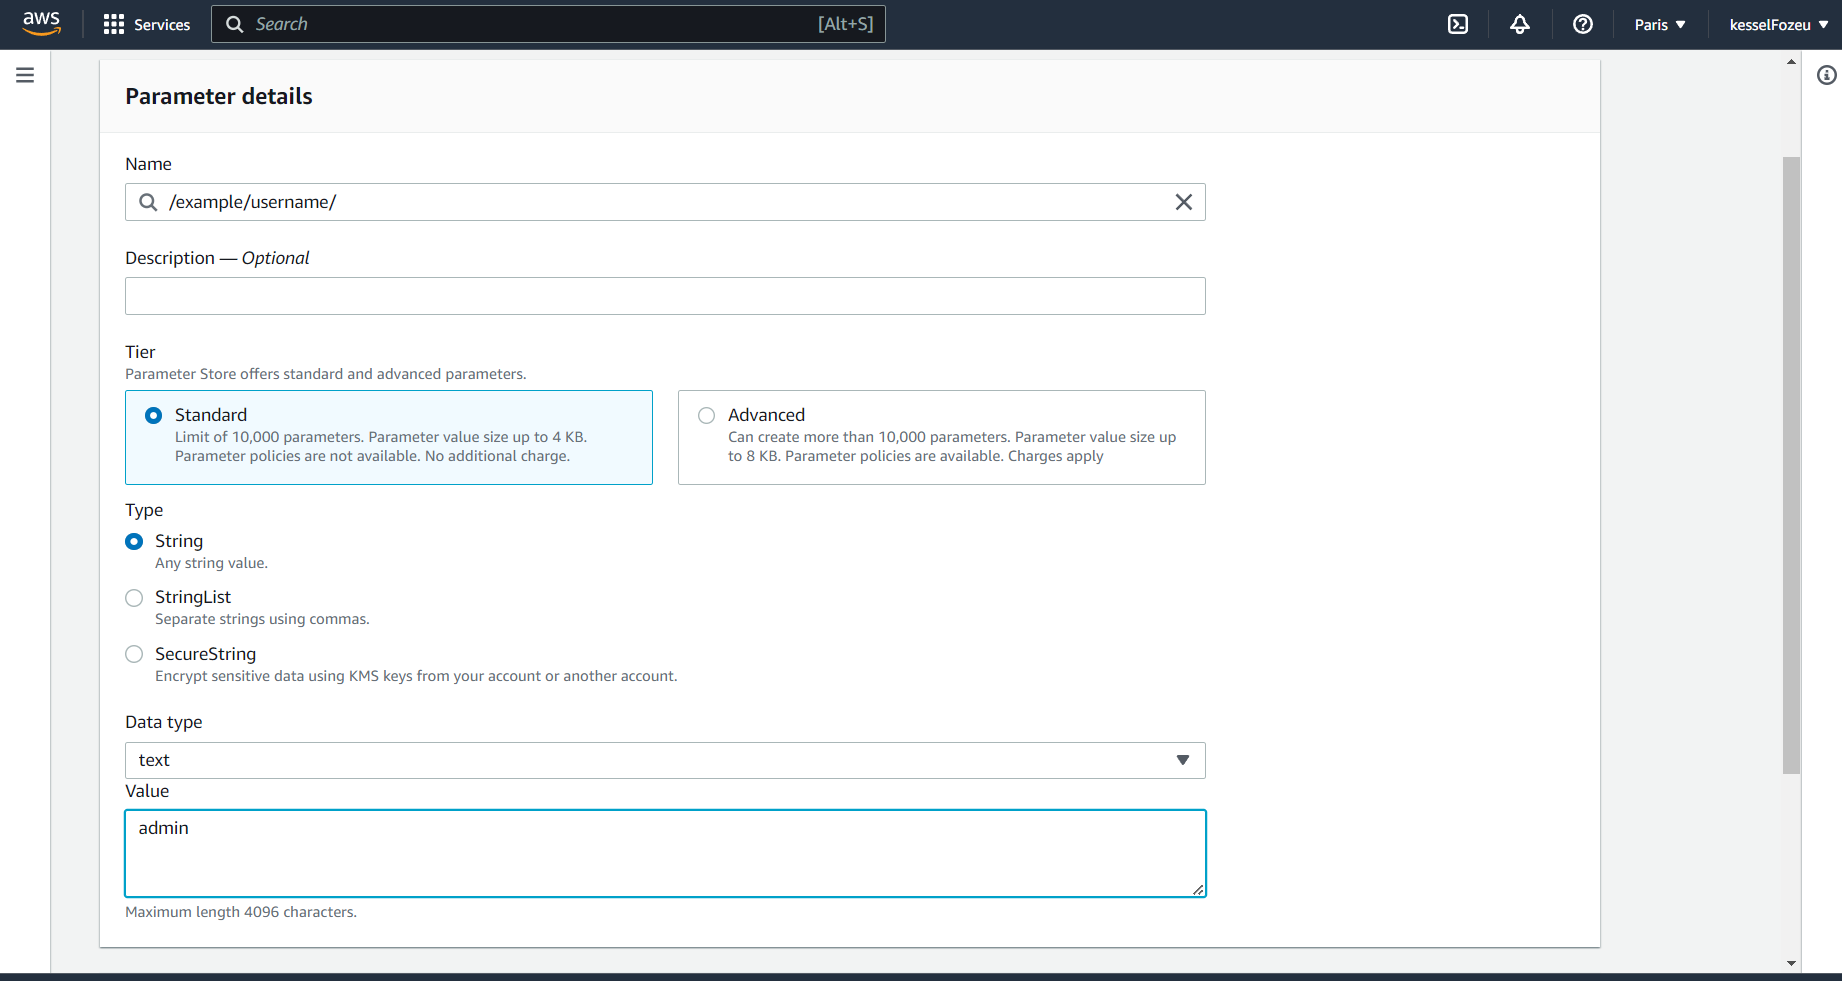 aws Services Search [Alt+S] Paris kesselFozeu
Parameter details
Name
/example/username/
Description — Optional
Tier
Parameter Store offers standard and advanced parameters.
Standard
Limit of 10,000 parameters. Parameter value size up to 4 KB.
Parameter policies are not available. No additional charge.
Advanced
Can create more than 10,000 parameters. Parameter value size up
to 8 KB. Parameter policies are available. Charges apply
Type
String
Any string value.
StringList
Separate strings using commas.
SecureString
Encrypt sensitive data using KMS keys from your account or another account.
Data type
text
Value
admin
Maximum length 4096 characters.